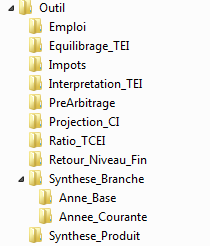 Outil
Emploi
Equilibrage_TEI
Impots
Interpretation_TEI
PreArbitrage
Projection_CI
Ratio_TCEI
Retour_Niveau_Fin
Synthese_Branche
Anne_Base
Annee_Courante
Synthese_Produit